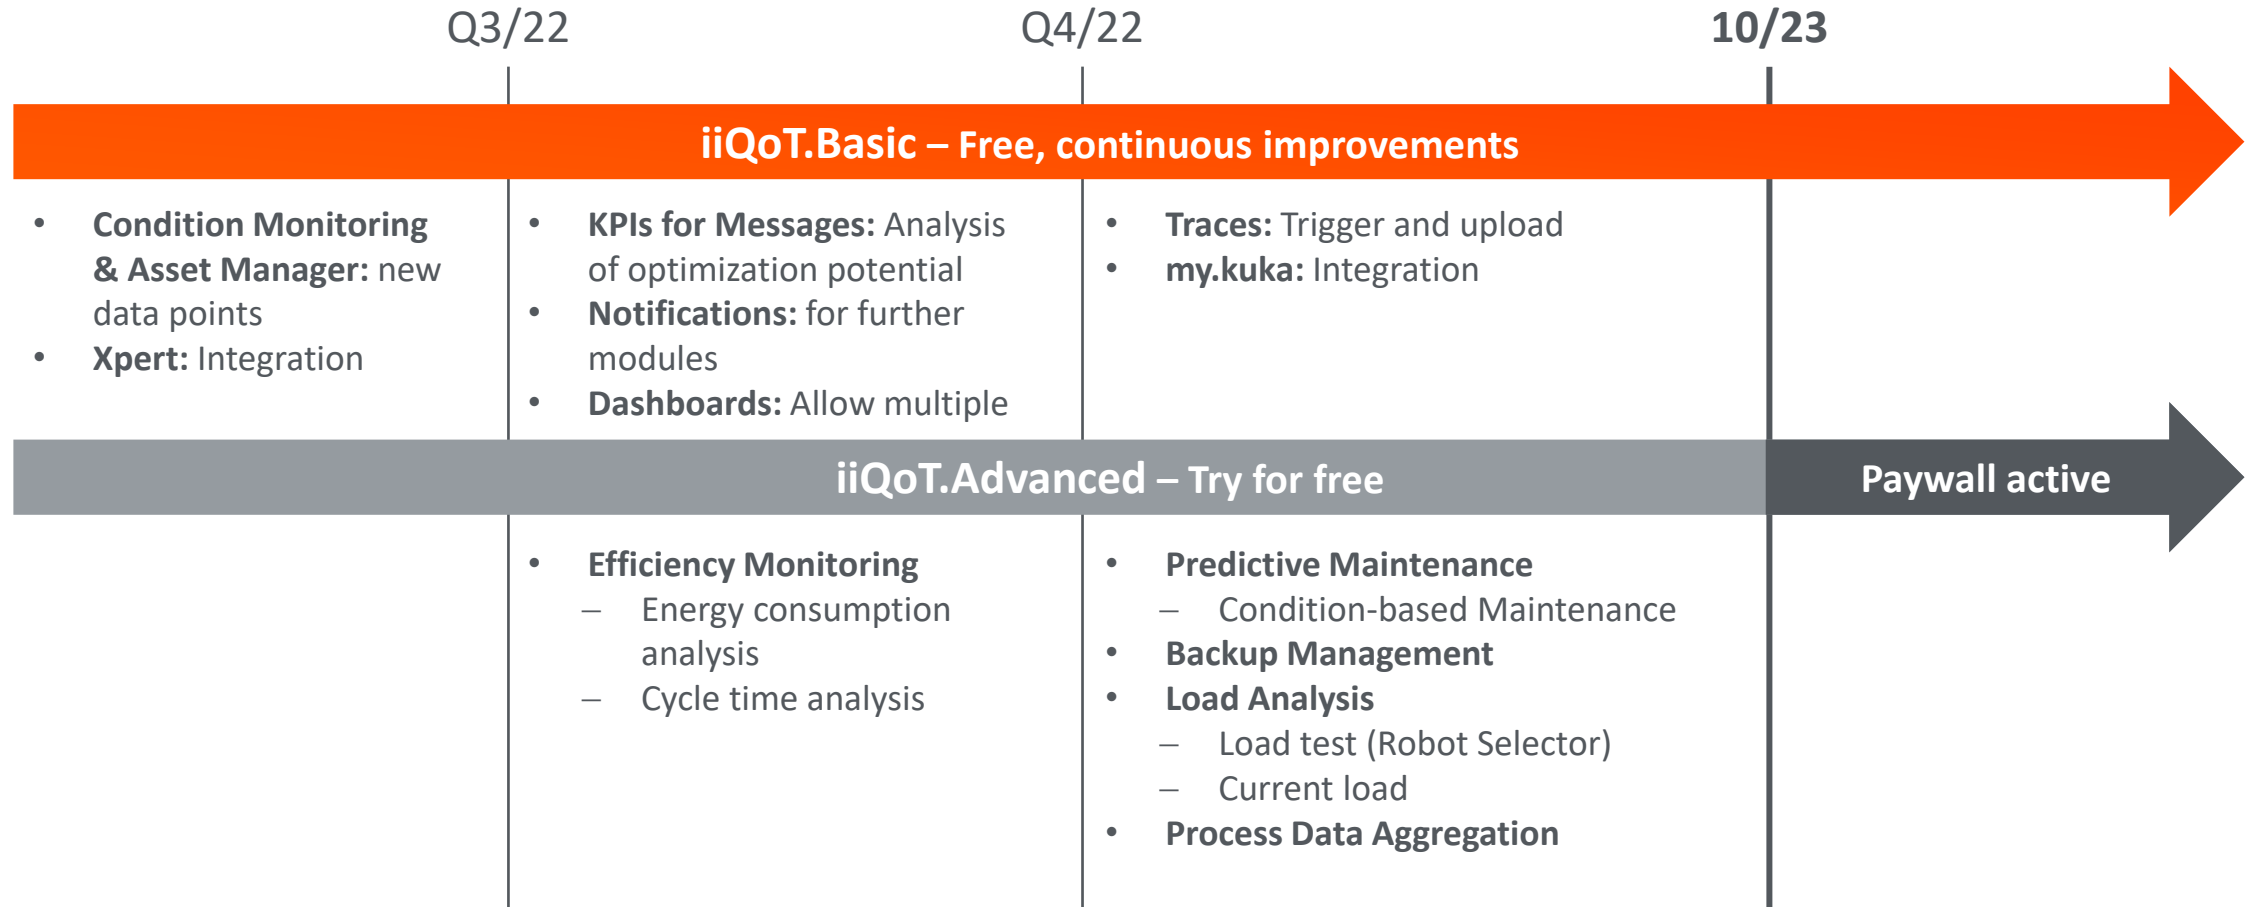 Q3/22
Q4/22
10/23
iiQoT.Basic – Free, continuous improvements
• Condition Monitoring
& Asset Manager: new
data points
• Xpert: Integration
• KPIs for Messages: Analysis
of optimization potential
• Notifications: for further
modules
• Dashboards: Allow multiple
• Traces: Trigger and upload
• my.kuka: Integration
iiQoT.Advanced – Try for free
Paywall active
• Efficiency Monitoring
– Energy consumption
analysis
– Cycle time analysis
• Predictive Maintenance
– Condition-based Maintenance
• Backup Management
• Load Analysis
– Load test (Robot Selector)
– Current load
• Process Data Aggregation